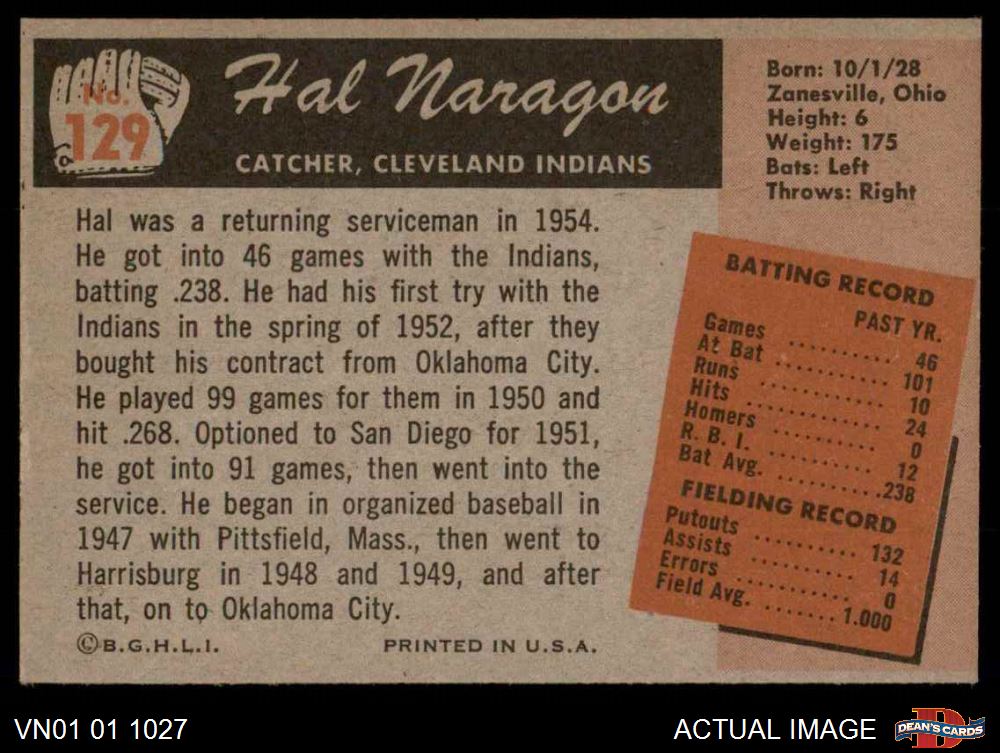 No.
129
Hal Naragon
CATCHER, CLEVELAND INDIANS
Born: 10/1/28
Zanesville, Ohio
Height: 6
Weight: 175
Bats: Left
Throws: Right
Hal was a returning serviceman in 1954.
He got into 46 games with the Indians,
batting .238. He had his first try with the
Indians in the spring of 1952, after they
bought his contract from Oklahoma City.
He played 99 games for them in 1950 and
hit .268. Optioned to San Diego for 1951,
he got into 91 games, then went into the
service. He began in organized baseball in
1947 with Pittsfield, Mass., then went to
Harrisburg in 1948 and 1949, and after
that, on to Oklahoma City.
©B.G.H.L.I. PRINTED IN U.S.A.
BATTING RECORD
PAST YR.
Games .......... 46
At Bat .......... 101
Runs .......... 10
Hits .......... 24
Homers .......... 0
R. B. I. .......... 12
Bat Avg. .......... .238
FIELDING RECORD
Putouts .......... 132
Assists .......... 14
Errors .......... 0
Field Avg. ....... 1.000
VN01 01 1027
ACTUAL IMAGE
D
DEAN'S CARDS